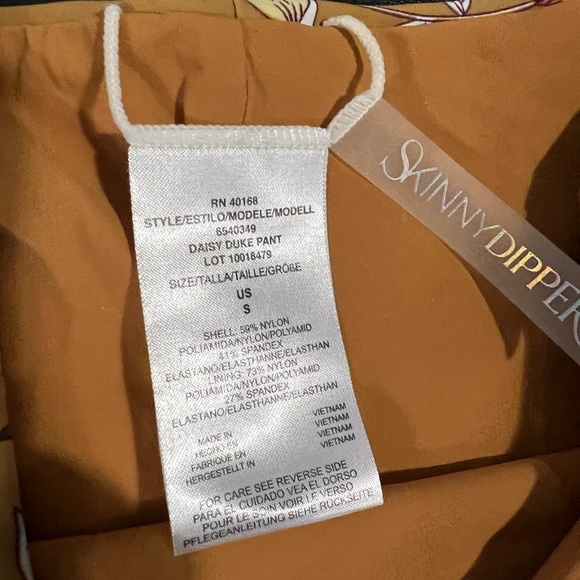 RN 40168
STYLE/ESTILO/MODELE/MODELL
6540349
DAISY DUKE PANT
LOT 10018479
SIZE/TALLA/TAILLE/GRÖBE
US
S
SHELL: 59% NYLON
POLIAMIDA/NYLON/POLYAMID
41% SPANDEX
ELASTANO/ELASTHANNE/ELASTHAN
LINING: 73% NYLON
POLIAMIDA/NYLON/POLYAMID
27% SPANDEX
ELASTANO/ELASTHANNE/ELASTHAN
MADE IN VIETNAM
HECHO EN VIETNAM
FABRIQUE EN VIETNAM
HERGESTELLT IN VIETNAM
FOR CARE SEE REVERSE SIDE
PARA EL CUIDADO VEA EL DORSO
POUR LE SOIN VOIR LE VERSO
PFLEGEANLEITUNG SIEHE RÜCKSEITE
SKINNYDIPPERS